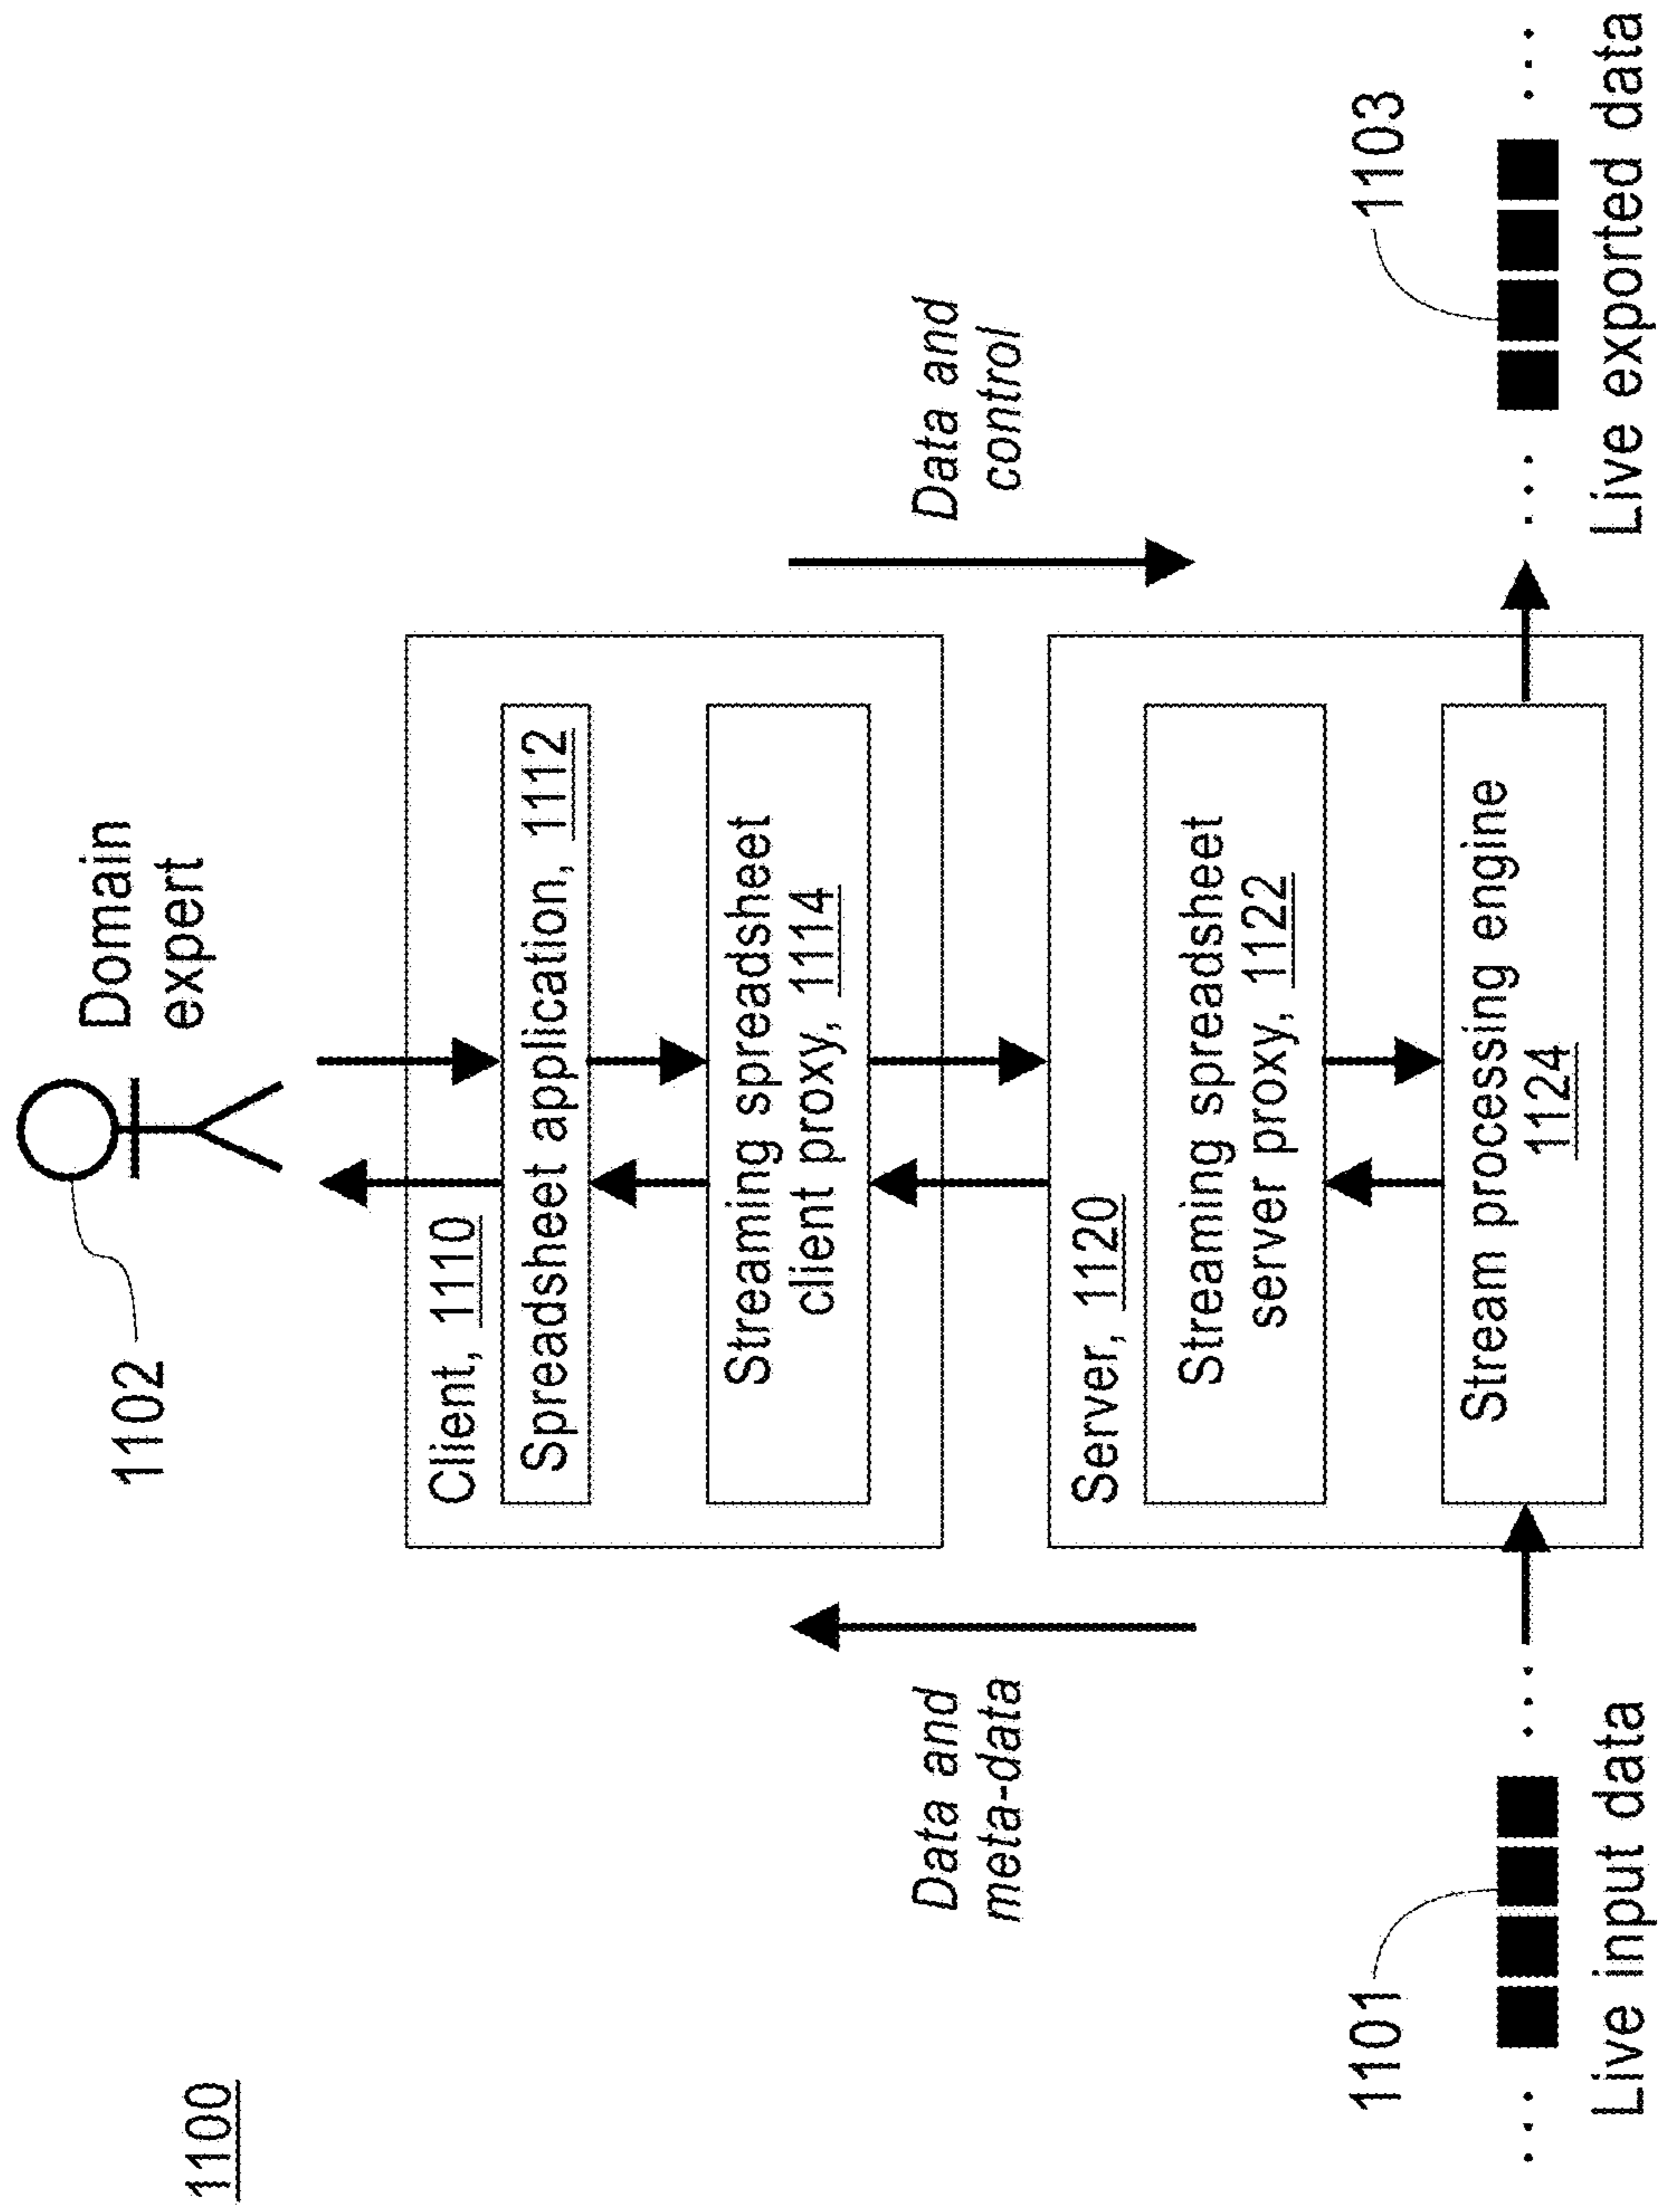 1100
1102
Domain
expert
Client, 1110
Spreadsheet application, 1112
Streaming spreadsheet
client proxy, 1114
Data and
meta-data
Data and
control
Server, 1120
Streaming spreadsheet
server proxy, 1122
Stream processing engine
1124
1101
1103
. . .
. . .
. . .
. . .
Live input data
Live exported data